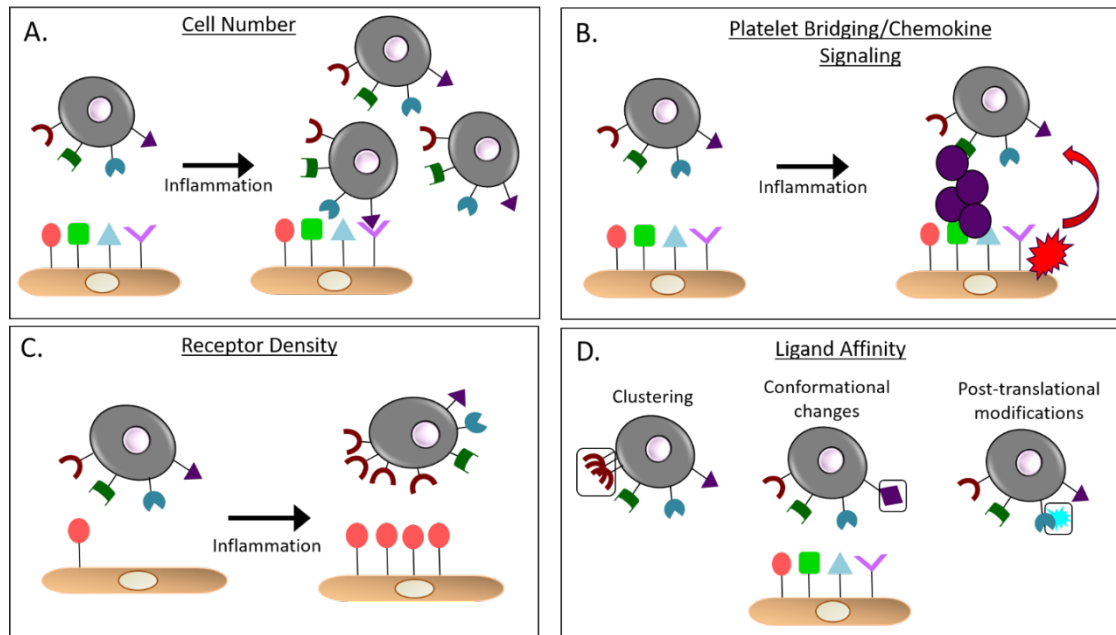 A.
Cell Number
Inflammation
B.
Platelet Bridging/Chemokine
Signaling
Inflammation
C.
Receptor Density
Inflammation
D.
Ligand Affinity
Clustering
Conformational
changes
Post-translational
modifications